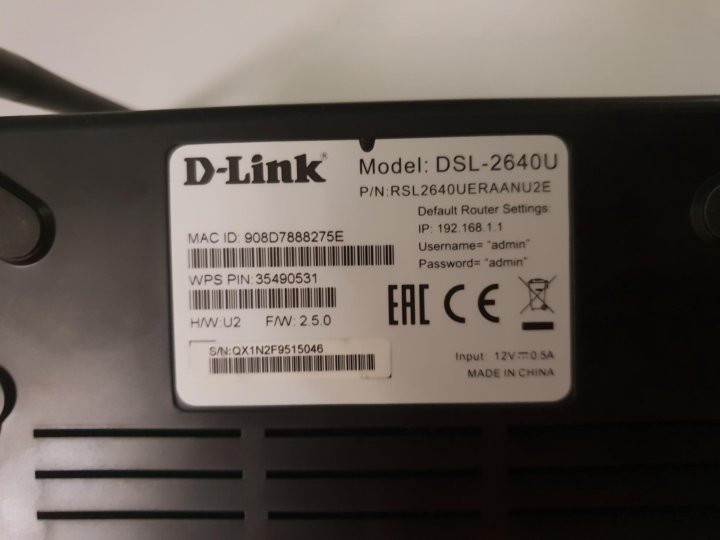 D-Link
Model: DSL-2640U
P/N:RSL2640UERAANU2E
Default Router Settings:
IP: 192.168.1.1
Username= "admin"
Password= "admin"
MAC ID: 908D7888275E
WPS PIN:35490531
H/W:U2 F/W: 2.5.0
S/N:QX1N2F9515046
EAC CE
Input 12V⎓0.5A
MADE IN CHINA